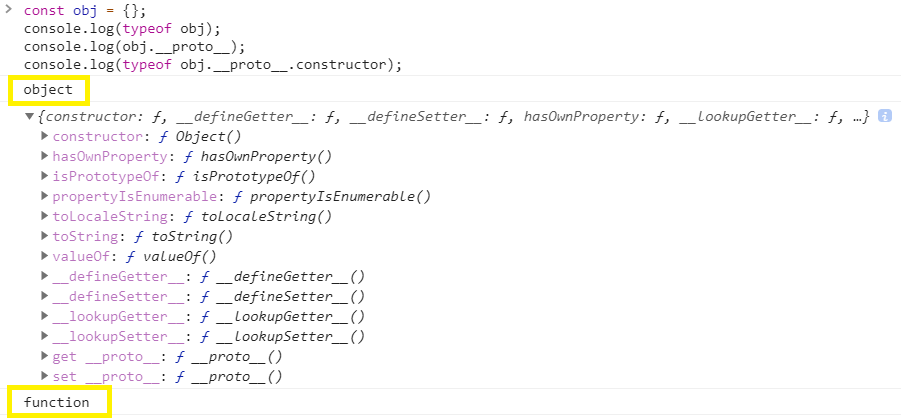 > const obj = {};
console.log(typeof obj);
console.log(obj.__proto__);
console.log(typeof obj.__proto__.constructor);
object
▼{constructor: ƒ, __defineGetter__: ƒ, __defineSetter__: ƒ, hasOwnProperty: ƒ, __lookupGetter__: ƒ, …} i
▶constructor: ƒ Object()
▶hasOwnProperty: ƒ hasOwnProperty()
▶isPrototypeOf: ƒ isPrototypeOf()
▶propertyIsEnumerable: ƒ propertyIsEnumerable()
▶toLocaleString: ƒ toLocaleString()
▶toString: ƒ toString()
▶valueOf: ƒ valueOf()
▶__defineGetter__: ƒ __defineGetter__()
▶__defineSetter__: ƒ __defineSetter__()
▶__lookupGetter__: ƒ __lookupGetter__()
▶__lookupSetter__: ƒ __lookupSetter__()
▶get __proto__: ƒ __proto__()
▶set __proto__: ƒ __proto__()
function